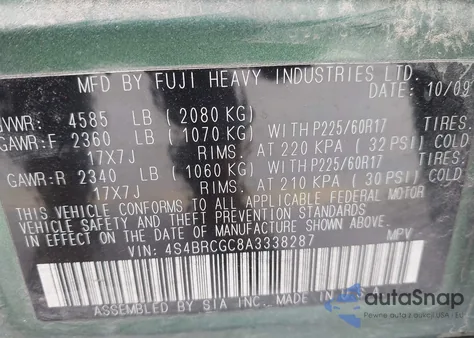 MFD BY FUJI HEAVY INDUSTRIES LTD.
DATE: 10/09
GVWR: 4585 LB (2080 KG)
GAWR:F 2360 LB (1070 KG) WITH P225/60R17 TIRES.
17X7J RIMS. AT 220 KPA (32 PSI) COLD
GAWR:R 2340 LB (1060 KG) WITH P225/60R17 TIRES.
17X7J RIMS. AT 210 KPA (30 PSI) COLD
THIS VEHICLE CONFORMS TO ALL APPLICABLE FEDERAL MOTOR
VEHICLE SAFETY AND THEFT PREVENTION STANDARDS
IN EFFECT ON THE DATE OF MANUFACTURE SHOWN ABOVE.
VIN: 4S4BRCGC8A3338287 MPV
ASSEMBLED BY SIA INC., MADE IN
autoSnap
Pewne auta z aukcji USA i